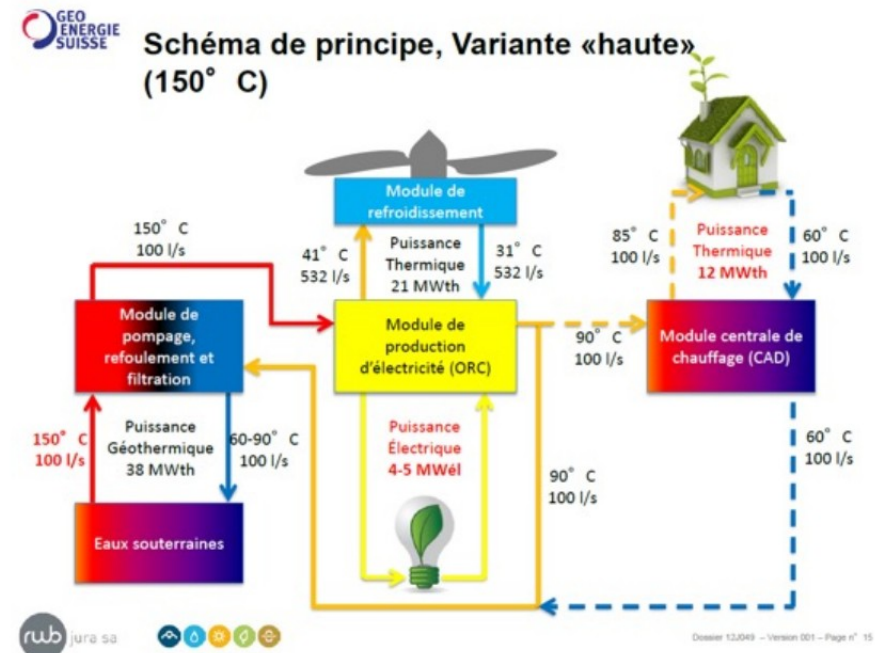 GEO
ENERGIE
SUISSE
Schéma de principe, Variante «haute»
(150° C)
Module de
refroidissement
150° C
100 l/s
41° C
532 l/s
Puissance
Thermique
21 MWth
31° C
532 l/s
85° C
100 l/s
Puissance
Thermique
12 MWth
60° C
100 l/s
Module de
pompage,
refoulement et
filtration
Module de
production
d'électricité (ORC)
90° C
100 l/s
Module centrale de
chauffage (CAD)
150° C
100 l/s
Puissance
Géothermique
38 MWth
60-90° C
100 l/s
Puissance
Électrique
4-5 MWél
90° C
100 l/s
60° C
100 l/s
Eaux souterraines
rwb jura sa
Dossier 12J049 – Version 001 – Page n° 15